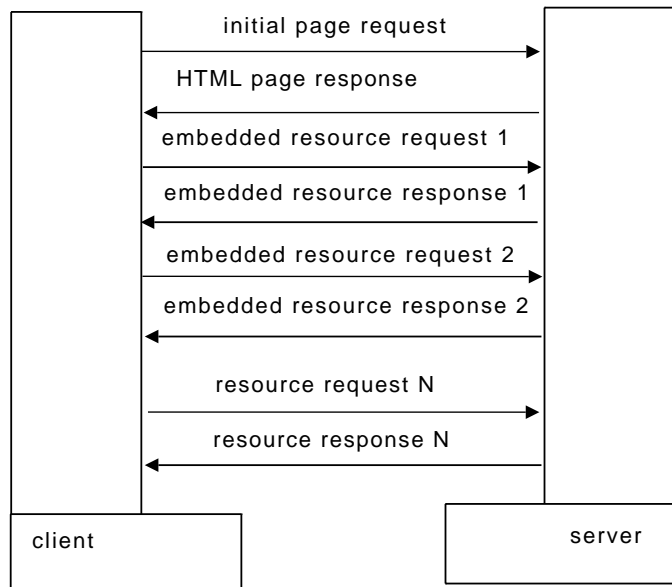 initial page request
HTML page response
embedded resource request 1
embedded resource response 1
embedded resource request 2
embedded resource response 2
resource request N
resource response N
client
server